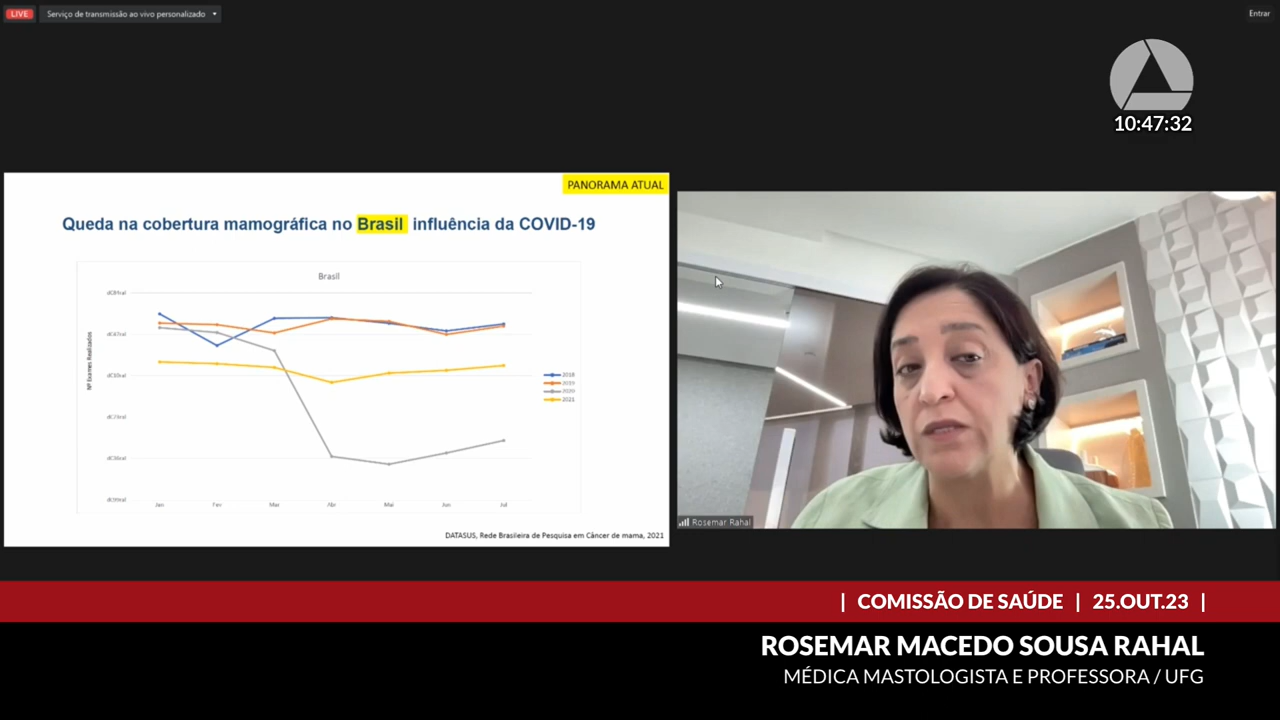 LIVE
Serviço de transmissão ao vivo personalizado
Entrar
10:47:32
PANORAMA ATUAL
Queda na cobertura mamográfica no Brasil influência da COVID-19
Brasil
Nº Exames Realizados
2018
2019
2020
2021
Jan Fev Mar Abr Mai Jun Jul
DATASUS, Rede Brasileira de Pesquisa em Câncer de mama, 2021
Rosemar Rahal
| COMISSÃO DE SAÚDE | 25.OUT.23 |
ROSEMAR MACEDO SOUSA RAHAL
MÉDICA MASTOLOGISTA E PROFESSORA / UFG